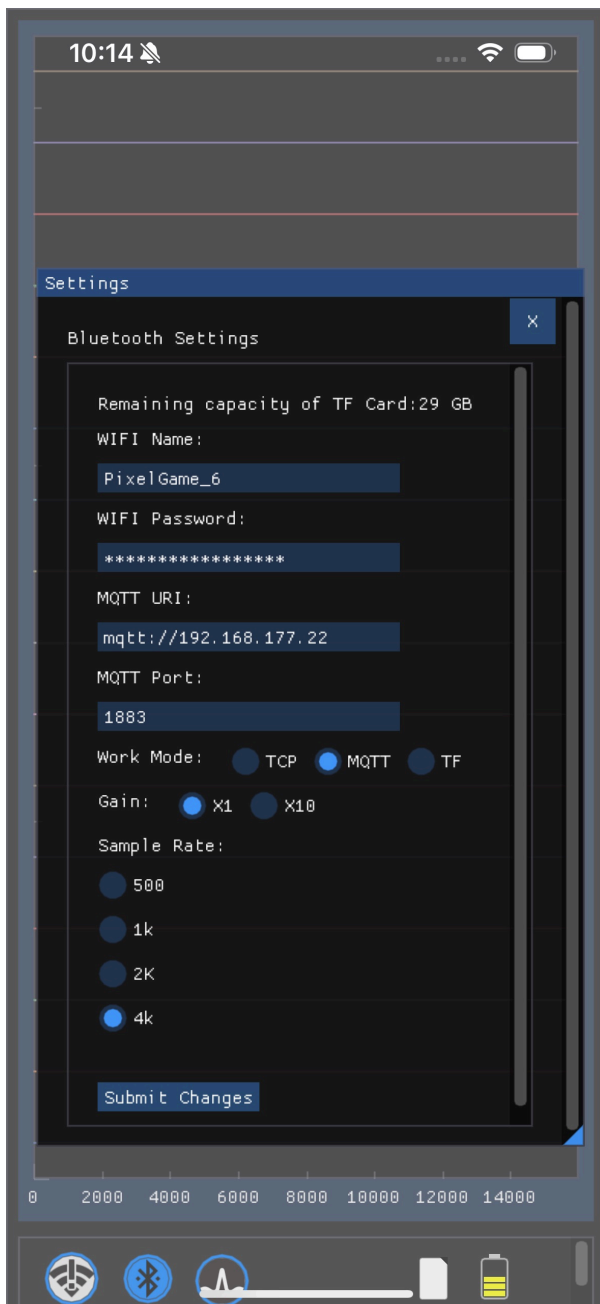 10:14
Settings
X
Bluetooth Settings
Remaining capacity of TF Card:29 GB
WIFI Name:
PixelGame_6
WIFI Password:
*****************
MQTT URI:
mqtt://192.168.177.22
MQTT Port:
1883
Work Mode: TCP MQTT TF
Gain: X1 X10
Sample Rate:
500
1k
2K
4k
Submit Changes
0 2000 4000 6000 8000 10000 12000 14000